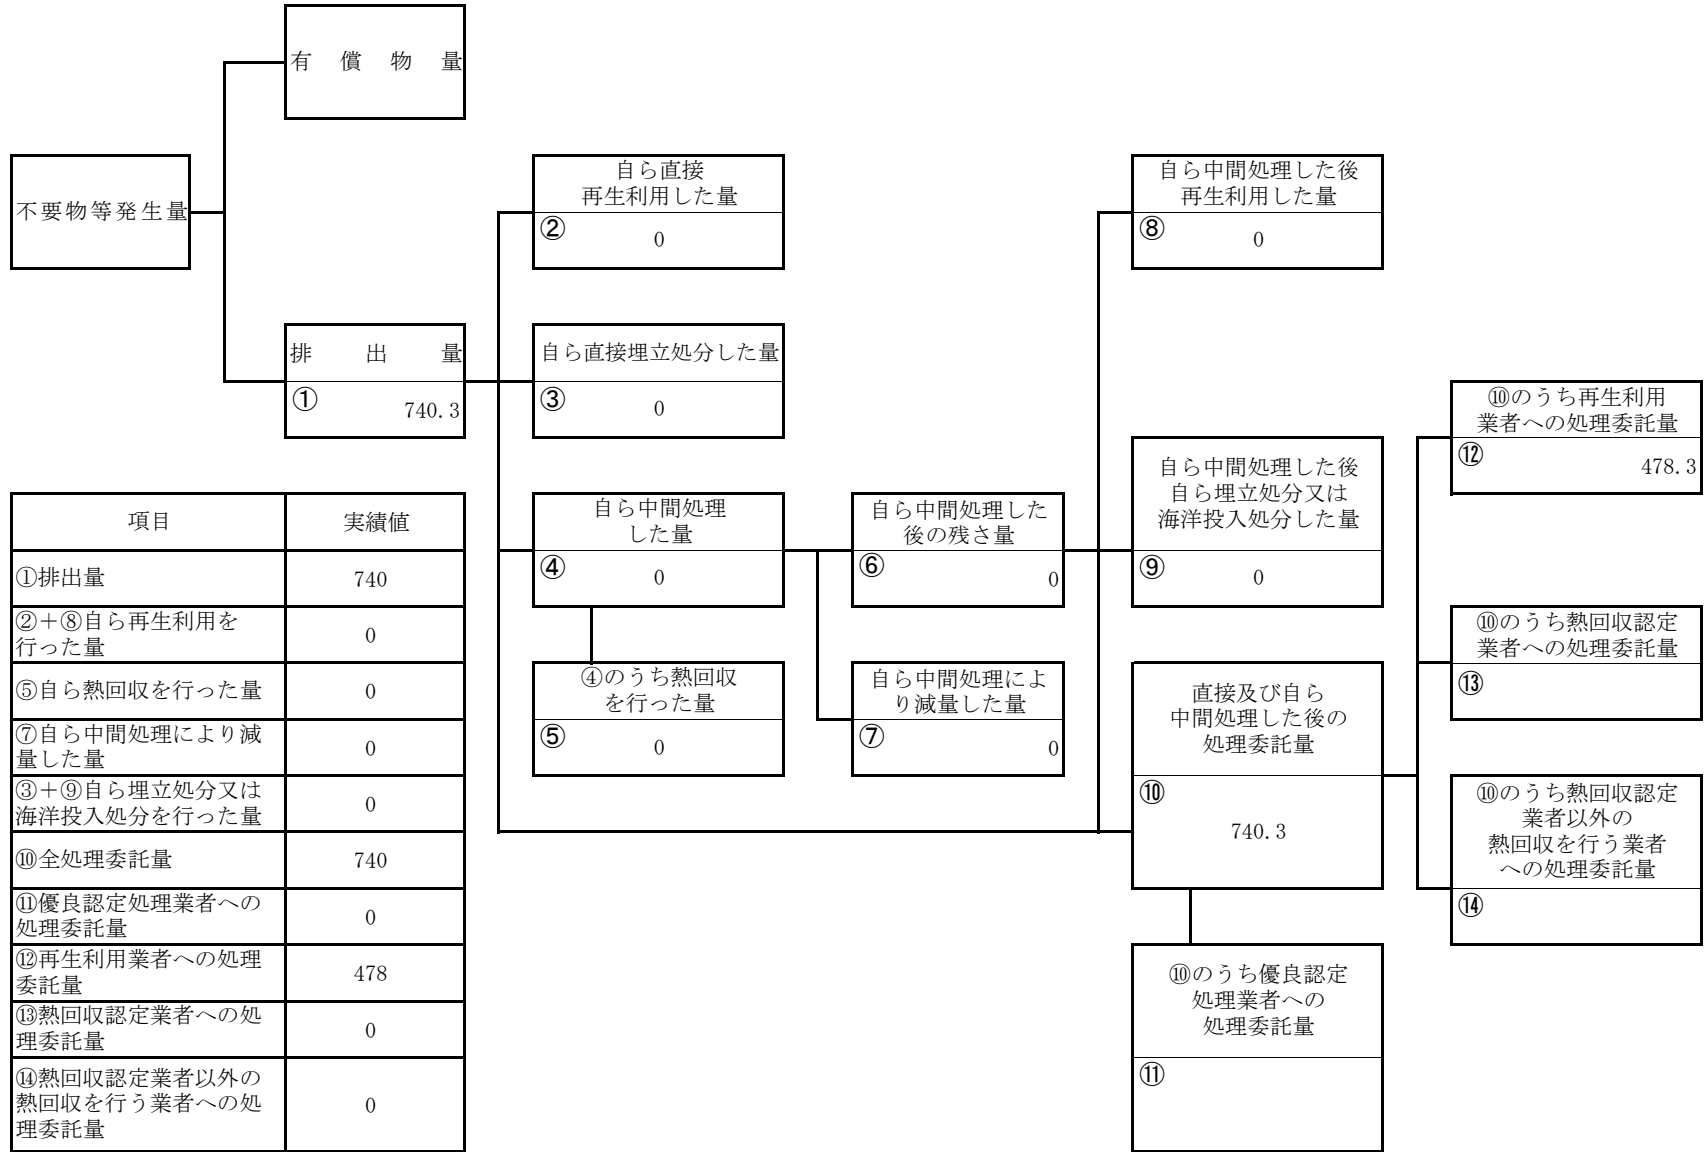 有償物量
不要物等発生量
排出量
①
740.3
自ら直接
再生利用した量
②
0
自ら直接埋立処分した量
③
0
自ら中間処理
した量
④
0
④のうち熱回収
を行った量
⑤
0
自ら中間処理した
後の残さ量
⑥
0
自ら中間処理によ
り減量した量
⑦
0
自ら中間処理した後
再生利用した量
⑧
0
自ら中間処理した後
自ら埋立処分又は
海洋投入処分した量
⑨
0
直接及び自ら
中間処理した後の
処理委託量
⑩
740.3
⑩のうち優良認定
処理業者への
処理委託量
⑪
⑩のうち再生利用
業者への処理委託量
⑫
478.3
⑩のうち熱回収認定
業者への処理委託量
⑬
⑩のうち熱回収認定
業者以外の
熱回収を行う業者
への処理委託量
⑭
項目 実績値
①排出量 740
②+⑧自ら再生利用を
行った量 0
⑤自ら熱回収を行った量 0
⑦自ら中間処理により減
量した量 0
③+⑨自ら埋立処分又は
海洋投入処分を行った量 0
⑩全処理委託量 740
⑪優良認定処理業者への
処理委託量 0
⑫再生利用業者への処理
委託量 478
⑬熱回収認定業者への処
理委託量 0
⑭熱回収認定業者以外の
熱回収を行う業者への処
理委託量 0